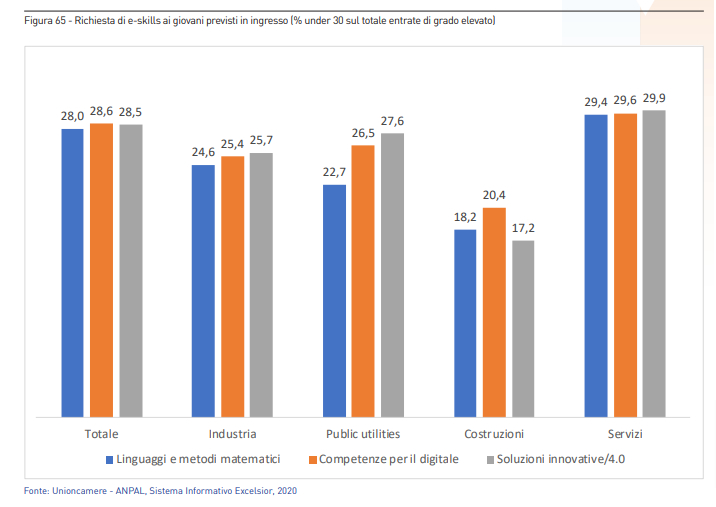 Figura 65 - Richiesta di e-skills ai giovani previsti in ingresso (% under 30 sul totale entrate di grado elevato)
28,0 28,6 28,5
24,6 25,4 25,7
22,7 26,5 27,6
18,2 20,4 17,2
29,4 29,6 29,9
Totale Industria Public utilities Costruzioni Servizi
Linguaggi e metodi matematici Competenze per il digitale Soluzioni innovative/4.0
Fonte: Unioncamere - ANPAL, Sistema Informativo Excelsior, 2020